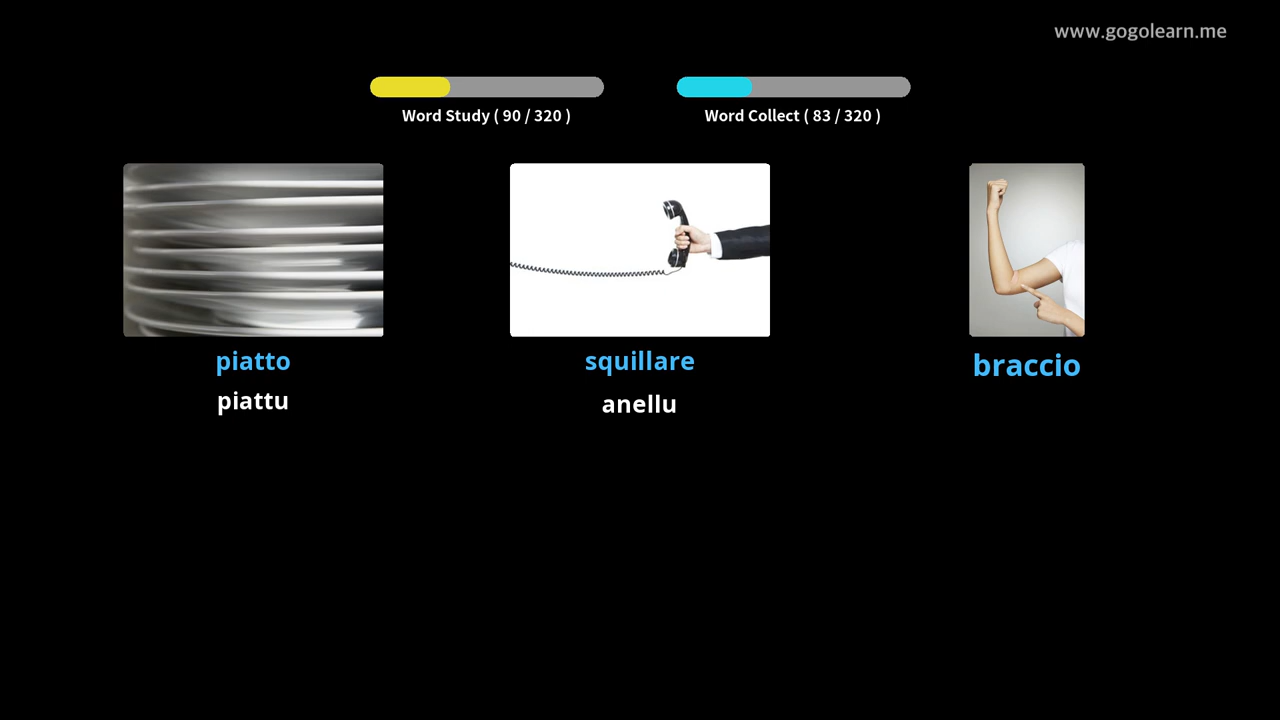 www.gogolearn.me
Word Study ( 90 / 320 )
Word Collect ( 83 / 320 )
piatto
piattu
squillare
anellu
braccio